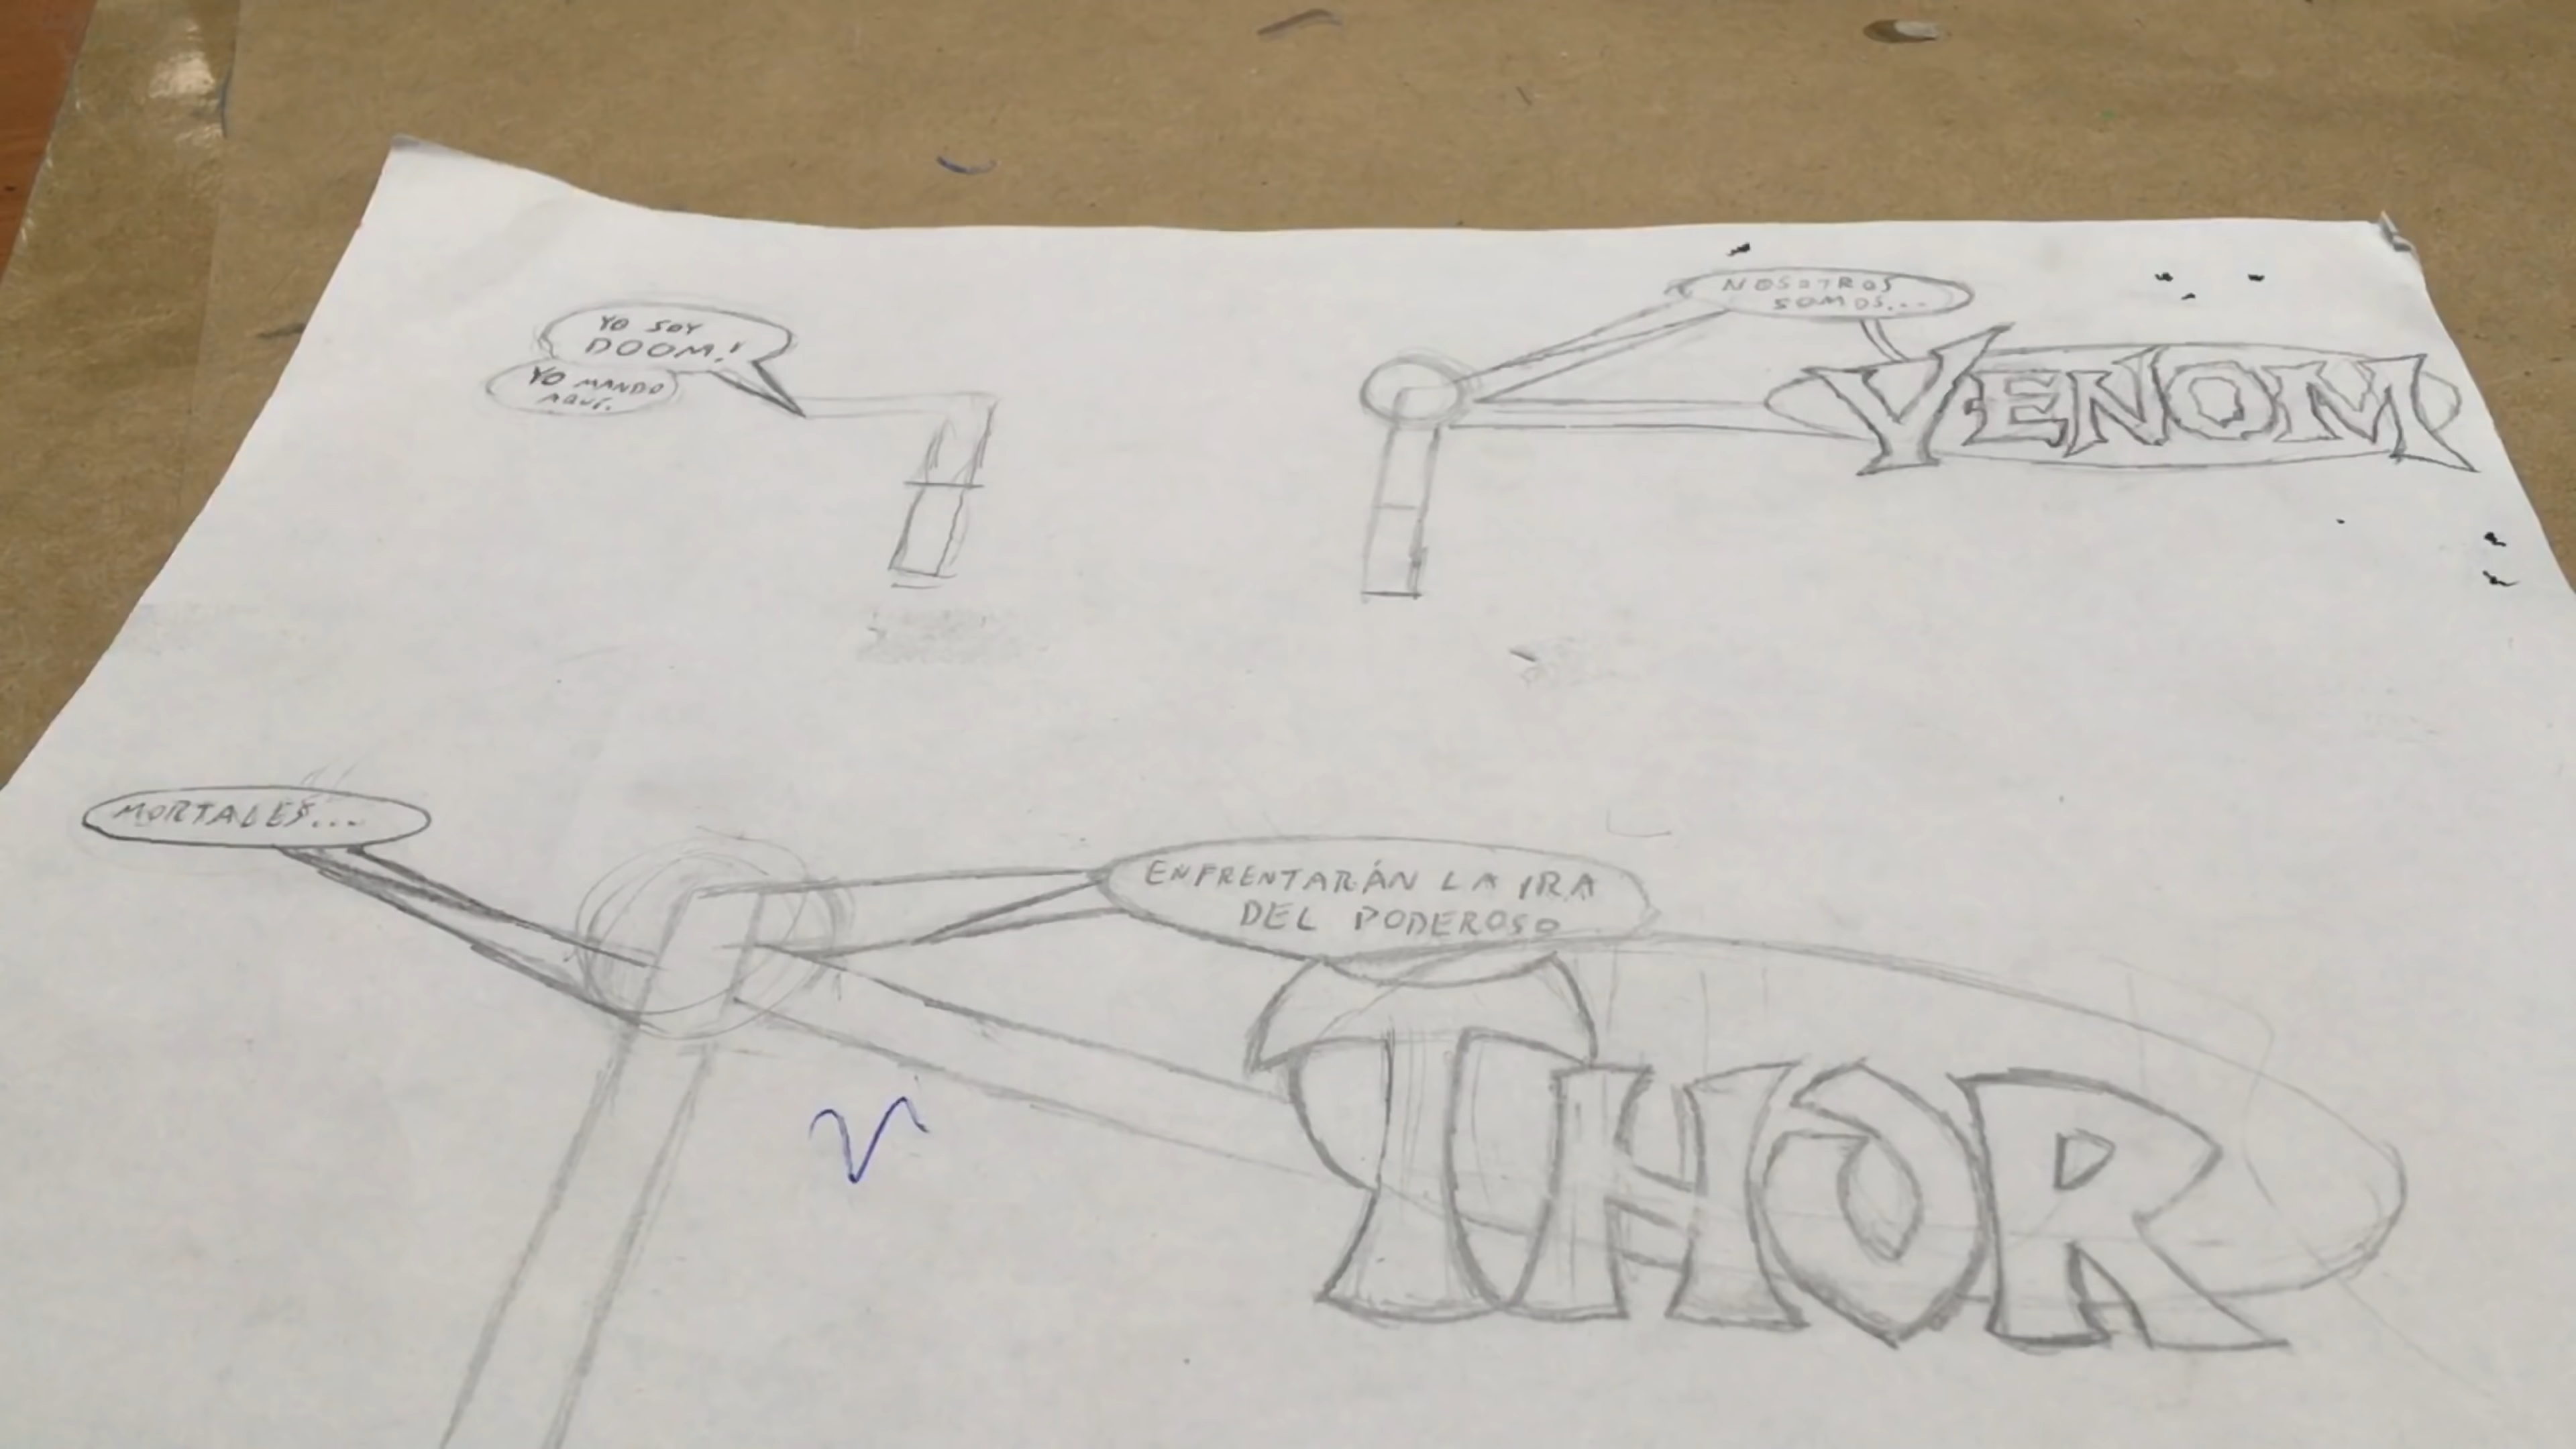 YO SOY
DOOM!
YO MANDO
AQUÍ.
NOSOTROS
SOMOS...
VENOM
MORTALES...
ENFRENTARÁN LA IRA
DEL PODEROSO
THOR